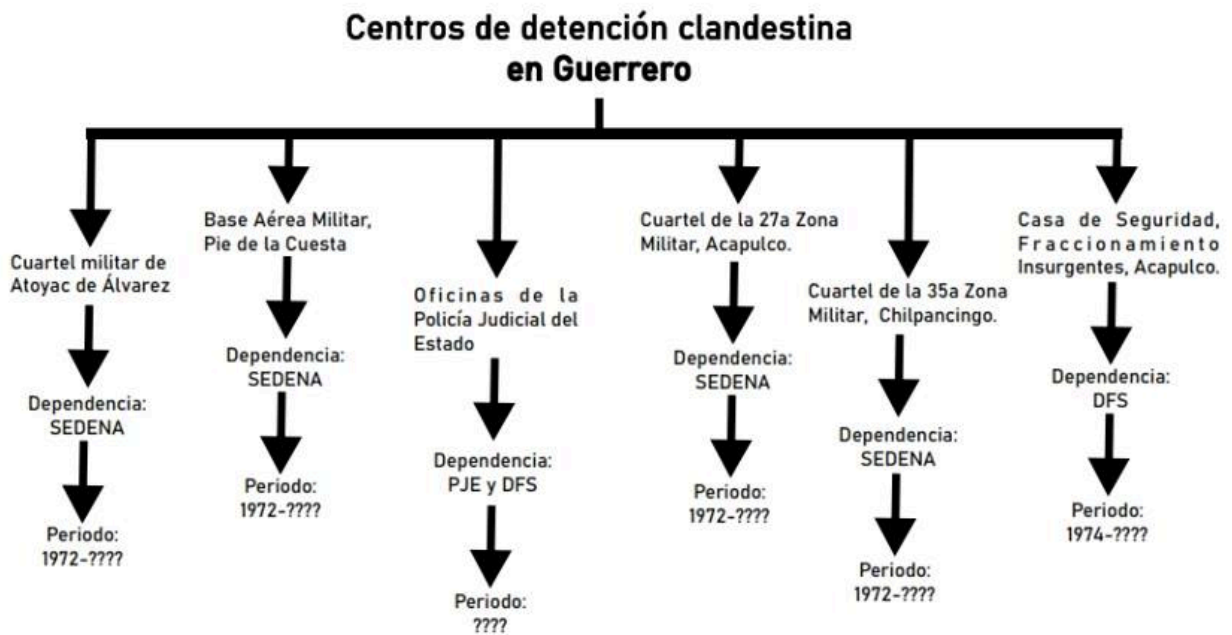 Centros de detención clandestina
en Guerrero
Cuartel militar de
Atoyac de Álvarez
Dependencia:
SEDENA
Periodo:
1972-????
Base Aérea Militar,
Pie de la Cuesta
Dependencia:
SEDENA
Periodo:
1972-????
Oficinas de la
Policía Judicial del
Estado
Dependencia:
PJE y DFS
Periodo:
????
Cuartel de la 27a Zona
Militar, Acapulco.
Dependencia:
SEDENA
Periodo:
1972-????
Cuartel de la 35a Zona
Militar, Chilpancingo.
Dependencia:
SEDENA
Periodo:
1972-????
Casa de Seguridad,
Fraccionamiento
Insurgentes, Acapulco.
Dependencia:
DFS
Periodo:
1974-????